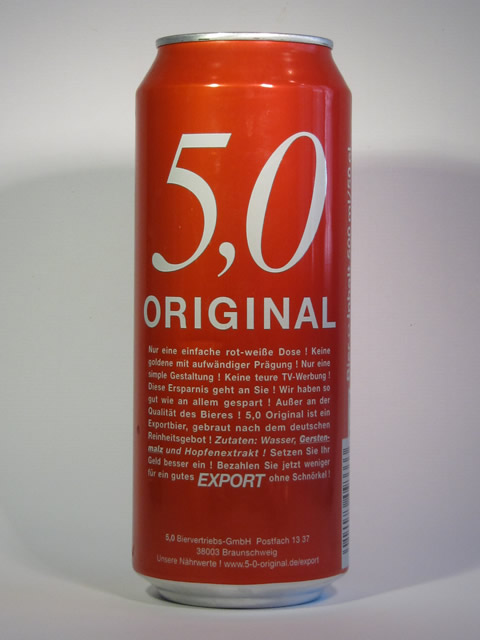 5,0
ORIGINAL
Nur eine einfache rot-weiße Dose ! Keine
goldene mit aufwändiger Prägung ! Nur eine
simple Gestaltung ! Keine teure TV-Werbung !
Diese Ersparnis geht an Sie ! Wir haben so
gut wie an allem gespart ! Außer an der
Qualität des Bieres ! 5,0 Original ist ein
Exportbier, gebraut nach dem deutschen
Reinheitsgebot ! Zutaten: Wasser, Gersten-
malz und Hopfenextrakt ! Setzen Sie Ihr
Geld besser ein ! Bezahlen Sie jetzt weniger
für ein gutes EXPORT ohne Schnörkel !
5,0 Biervertriebs-GmbH Postfach 13 37
38003 Braunschweig
Unsere Nährwerte ! www.5-0-original.de/export